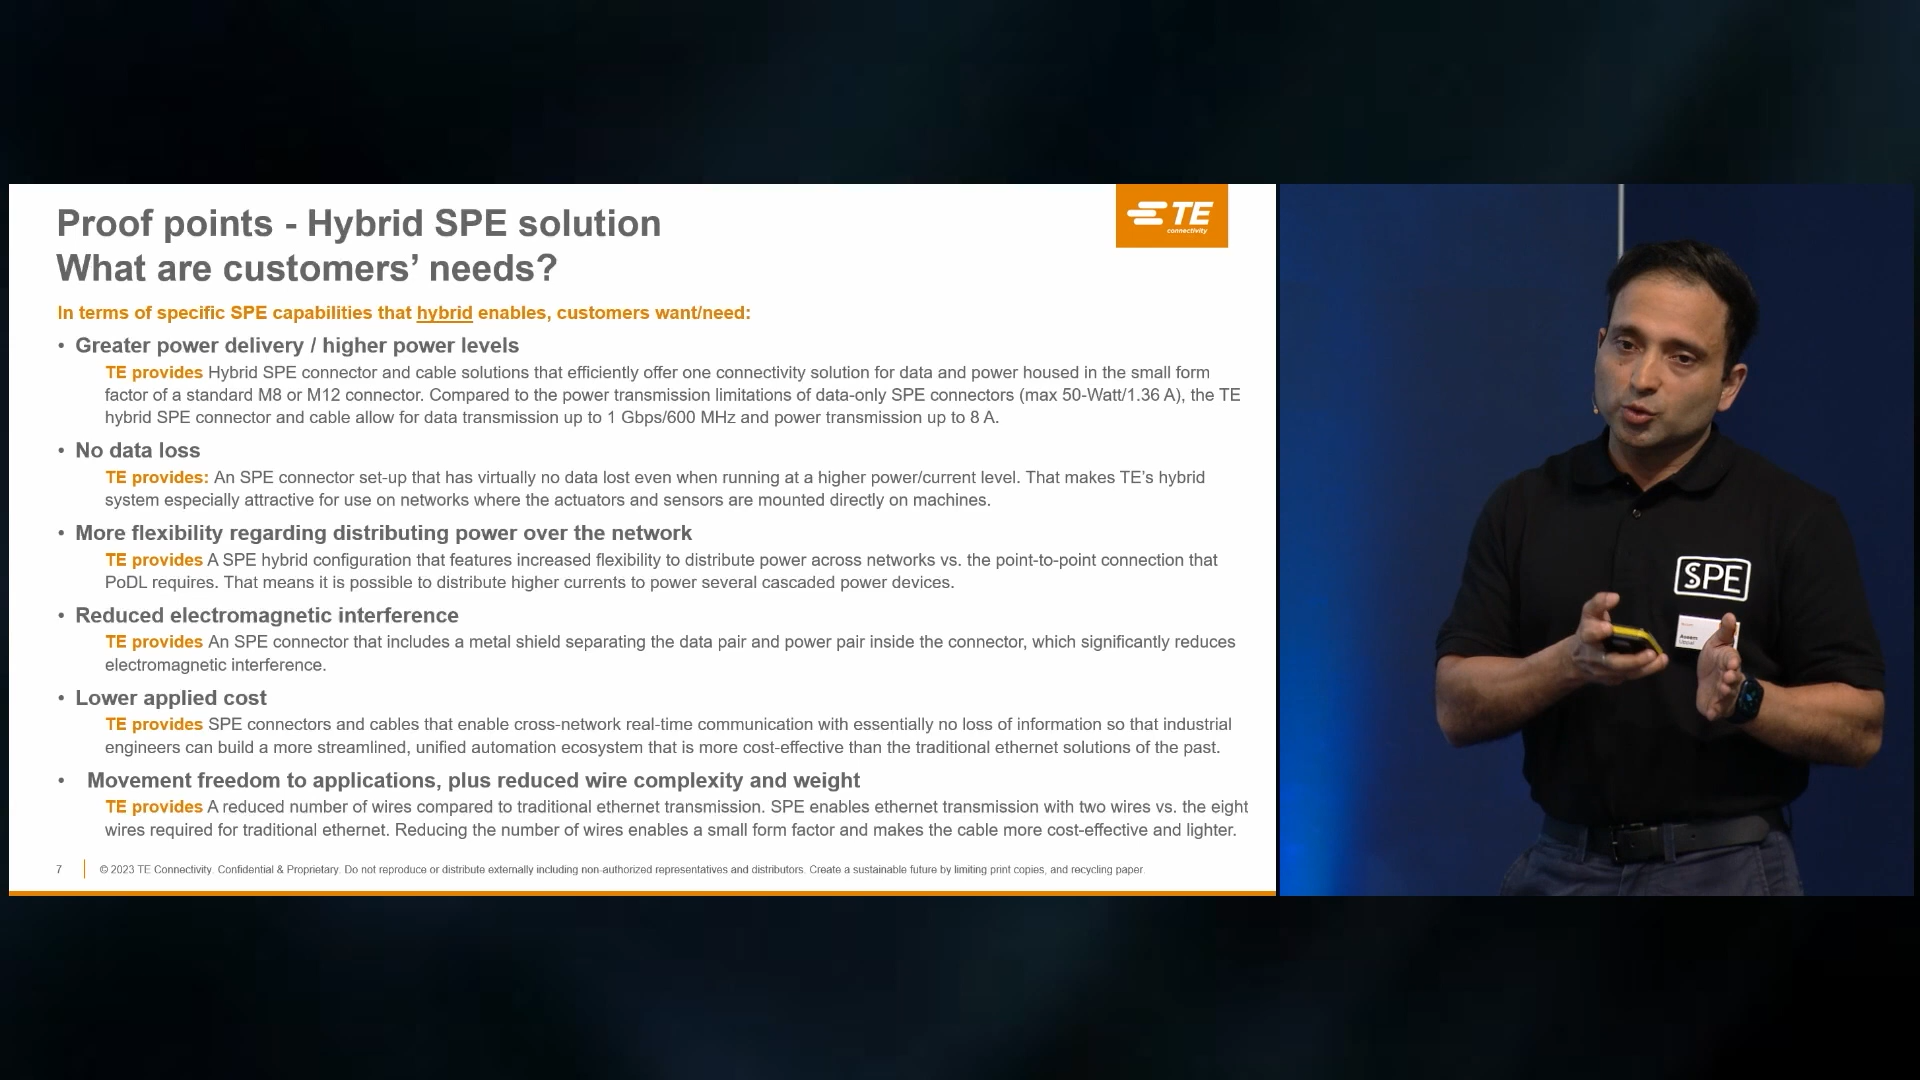 Proof points - Hybrid SPE solution
What are customers’ needs?
TE
connectivity
In terms of specific SPE capabilities that hybrid enables, customers want/need:
• Greater power delivery / higher power levels
TE provides Hybrid SPE connector and cable solutions that efficiently offer one connectivity solution for data and power housed in the small form
factor of a standard M8 or M12 connector. Compared to the power transmission limitations of data-only SPE connectors (max 50-Watt/1.36 A), the TE
hybrid SPE connector and cable allow for data transmission up to 1 Gbps/600 MHz and power transmission up to 8 A.
• No data loss
TE provides: An SPE connector set-up that has virtually no data lost even when running at a higher power/current level. That makes TE’s hybrid
system especially attractive for use on networks where the actuators and sensors are mounted directly on machines.
• More flexibility regarding distributing power over the network
TE provides A SPE hybrid configuration that features increased flexibility to distribute power across networks vs. the point-to-point connection that
PoDL requires. That means it is possible to distribute higher currents to power several cascaded power devices.
• Reduced electromagnetic interference
TE provides An SPE connector that includes a metal shield separating the data pair and power pair inside the connector, which significantly reduces
electromagnetic interference.
• Lower applied cost
TE provides SPE connectors and cables that enable cross-network real-time communication with essentially no loss of information so that industrial
engineers can build a more streamlined, unified automation ecosystem that is more cost-effective than the traditional ethernet solutions of the past.
• Movement freedom to applications, plus reduced wire complexity and weight
TE provides A reduced number of wires compared to traditional ethernet transmission. SPE enables ethernet transmission with two wires vs. the eight
wires required for traditional ethernet. Reducing the number of wires enables a small form factor and makes the cable more cost-effective and lighter.
7 © 2023 TE Connectivity. Confidential & Proprietary. Do not reproduce or distribute externally including non-authorized representatives and distributors. Create a sustainable future by limiting print copies, and recycling paper.
SPE